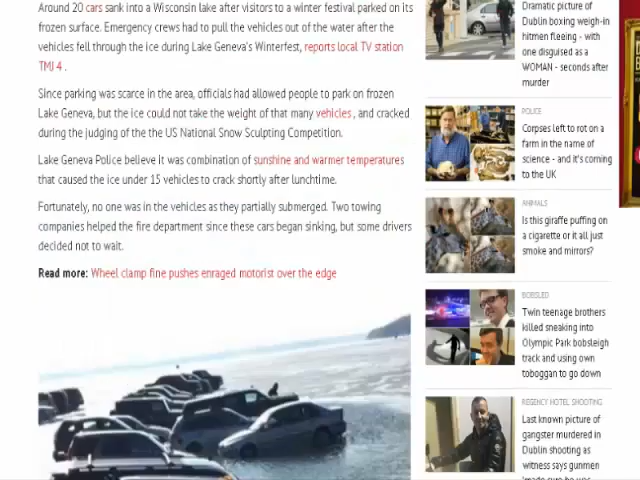 Around 20 cars sank into a Wisconsin lake after visitors to a winter festival parked on its
frozen surface. Emergency crews had to pull the vehicles out of the water after the
vehicles fell through the ice during Lake Geneva's Winterfest, reports local TV station
TMJ 4 .
Since parking was scarce in the area, officials had allowed people to park on frozen
Lake Geneva, but the ice could not take the weight of that many vehicles , and cracked
during the judging of the the US National Snow Sculpting Competition.
Lake Geneva Police believe it was combination of sunshine and warmer temperatures
that caused the ice under 15 vehicles to crack shortly after lunchtime.
Fortunately, no one was in the vehicles as they partially submerged. Two towing
companies helped the fire department since these cars began sinking, but some drivers
decided not to wait.
Read more: Wheel clamp fine pushes enraged motorist over the edge
Dramatic picture of
Dublin boxing weigh-in
hitmen fleeing - with
one disguised as a
WOMAN - seconds after
murder
POLICE
Corpses left to rot on a
farm in the name of
science - and it's coming
to the UK
ANIMALS
Is this giraffe puffing on
a cigarette or it all just
smoke and mirrors?
BOBSLED
Twin teenage brothers
killed sneaking into
Olympic Park bobsleigh
track and using own
toboggan to go down
REGENCY HOTEL SHOOTING
Last known picture of
gangster murdered in
Dublin shooting as
witness says gunmen